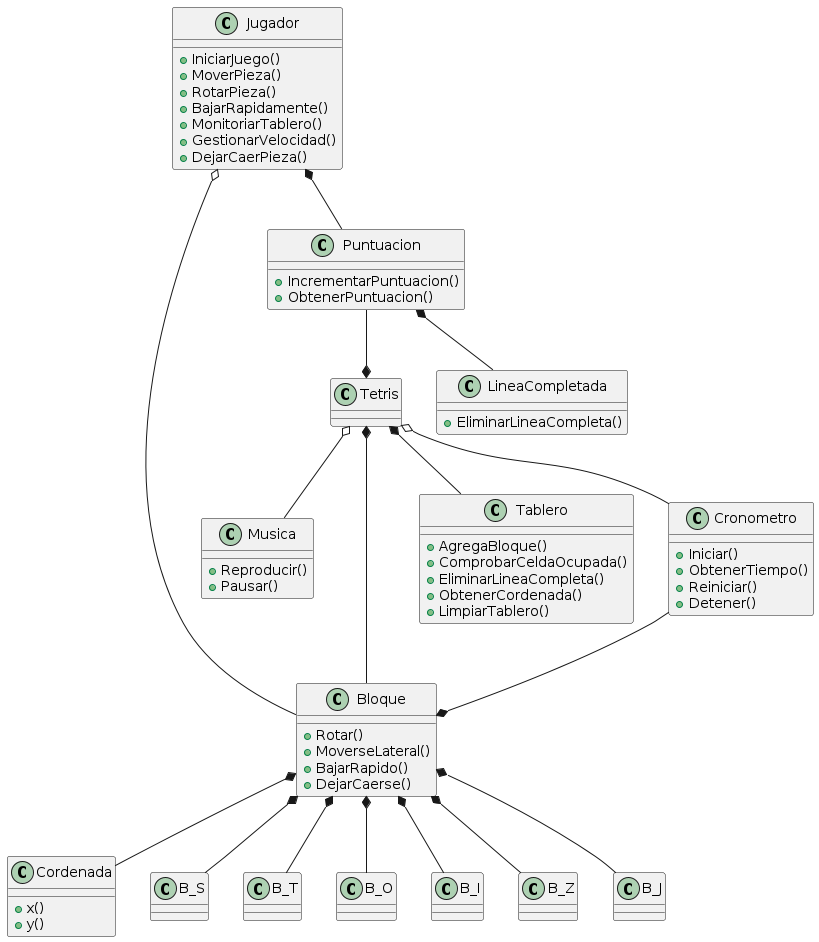 C Jugador
IniciarJuego()
MoverPieza()
RotarPieza()
BajarRapidamente()
MonitoriarTablero()
GestionarVelocidad()
DejarCaerPieza()
C Puntuacion
IncrementarPuntuacion()
ObtenerPuntuacion()
C Tetris
C LineaCompletada
EliminarLineaCompleta()
C Musica
Reproducir()
Pausar()
C Tablero
AgregaBloque()
ComprobarCeldaOcupada()
EliminarLineaCompleta()
ObtenerCordenada()
LimpiarTablero()
C Cronometro
Iniciar()
ObtenerTiempo()
Reiniciar()
Detener()
C Bloque
Rotar()
MoverseLateral()
BajarRapido()
DejarCaerse()
C Cordenada
x()
y()
C B_S
C B_T
C B_O
C B_I
C B_Z
C B_J